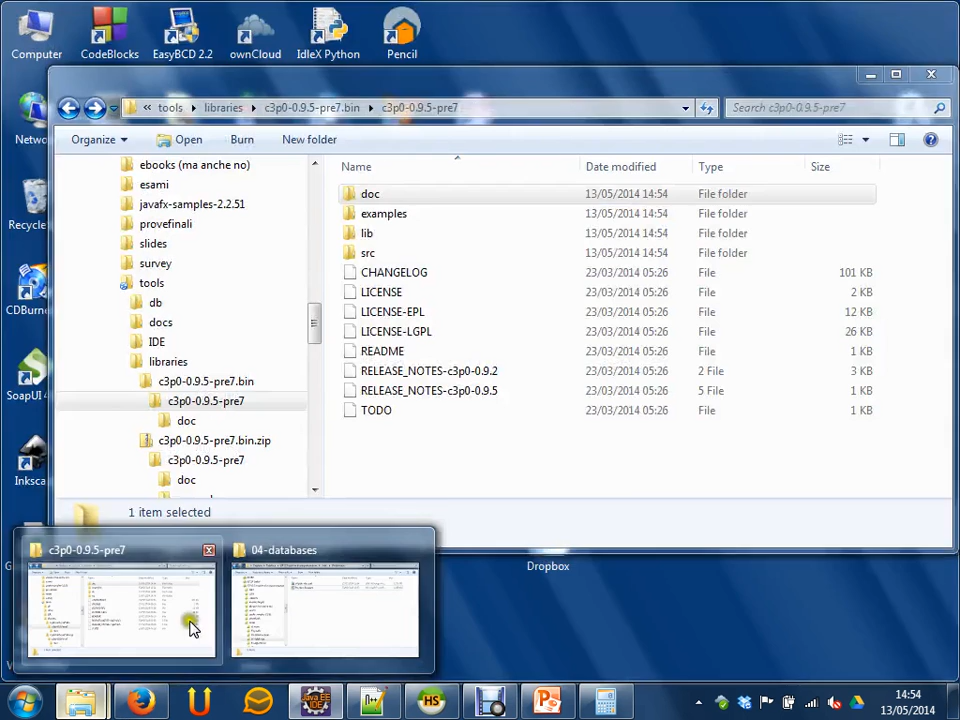 Computer
CodeBlocks
EasyBCD 2.2
ownCloud
IdleX Python
Pencil
« tools libraries c3p0-0.9.5-pre7.bin c3p0-0.9.5-pre7
Search c3p0-0.9.5-pre7
Organize Open Burn New folder
Name Date modified Type Size
ebooks (ma anche no)
esami
javafx-samples-2.2.51
provefinali
slides
survey
tools
db
docs
IDE
libraries
c3p0-0.9.5-pre7.bin
c3p0-0.9.5-pre7
doc
c3p0-0.9.5-pre7.bin.zip
c3p0-0.9.5-pre7
doc
doc 13/05/2014 14:54 File folder
examples 13/05/2014 14:54 File folder
lib 13/05/2014 14:54 File folder
src 13/05/2014 14:54 File folder
CHANGELOG 23/03/2014 05:26 File 101 KB
LICENSE 23/03/2014 05:26 File 2 KB
LICENSE-EPL 23/03/2014 05:26 File 12 KB
LICENSE-LGPL 23/03/2014 05:26 File 26 KB
README 23/03/2014 05:26 File 1 KB
RELEASE_NOTES-c3p0-0.9.2 23/03/2014 05:26 2 File 3 KB
RELEASE_NOTES-c3p0-0.9.5 23/03/2014 05:26 5 File 1 KB
TODO 23/03/2014 05:26 File 1 KB
1 item selected
Netwo
Recycle
CDBurne
SoapUI 4
Inksca
c3p0-0.9.5-pre7
04-databases
Dropbox
Java EE
IDE
HS
14:54
13/05/2014